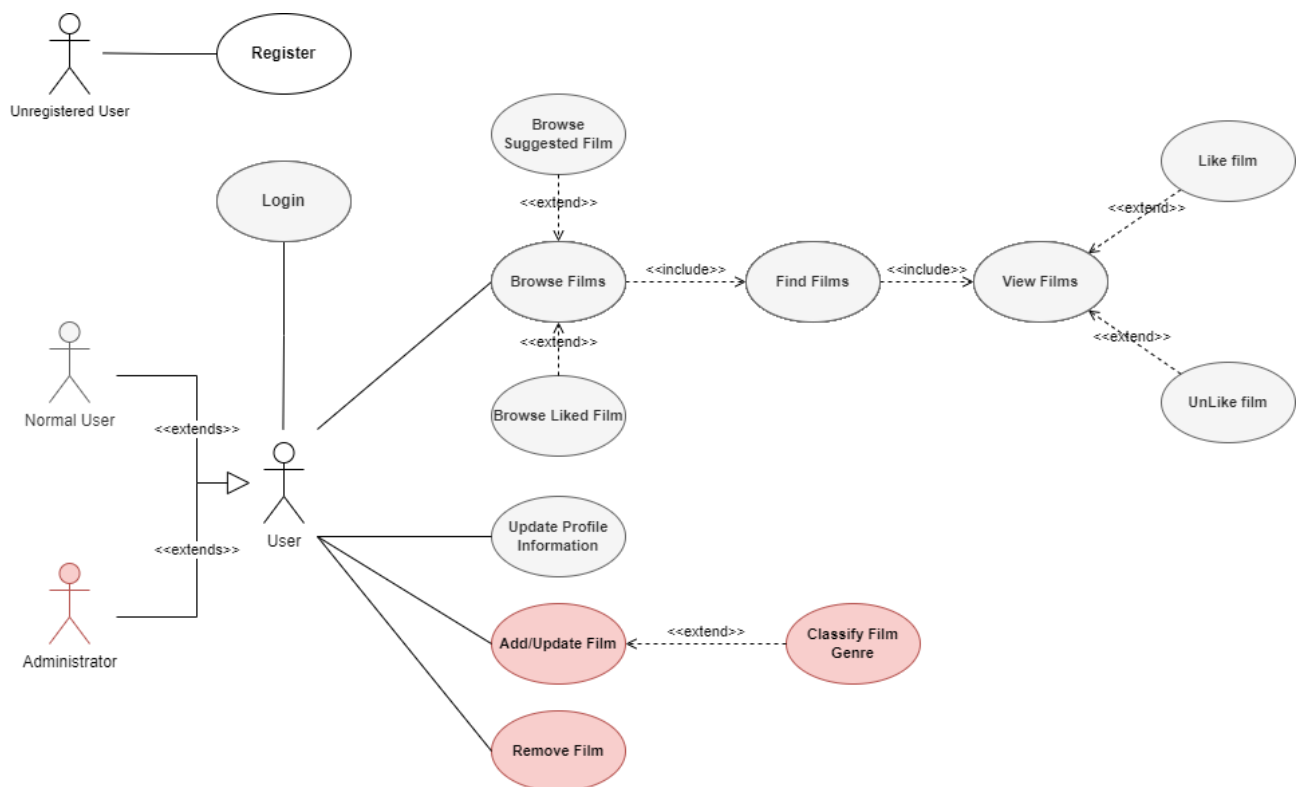 Register
Unregistered User
Browse
Suggested Film
Like film
Login
<<extend>>
<<extend>>
Browse Films
<<include>>
Find Films
<<include>>
View Films
<<extend>>
<<extend>>
Normal User
Browse Liked Film
UnLike film
<<extends>>
User
Update Profile
Information
<<extends>>
Administrator
Add/Update Film
<<extend>>
Classify Film
Genre
Remove Film